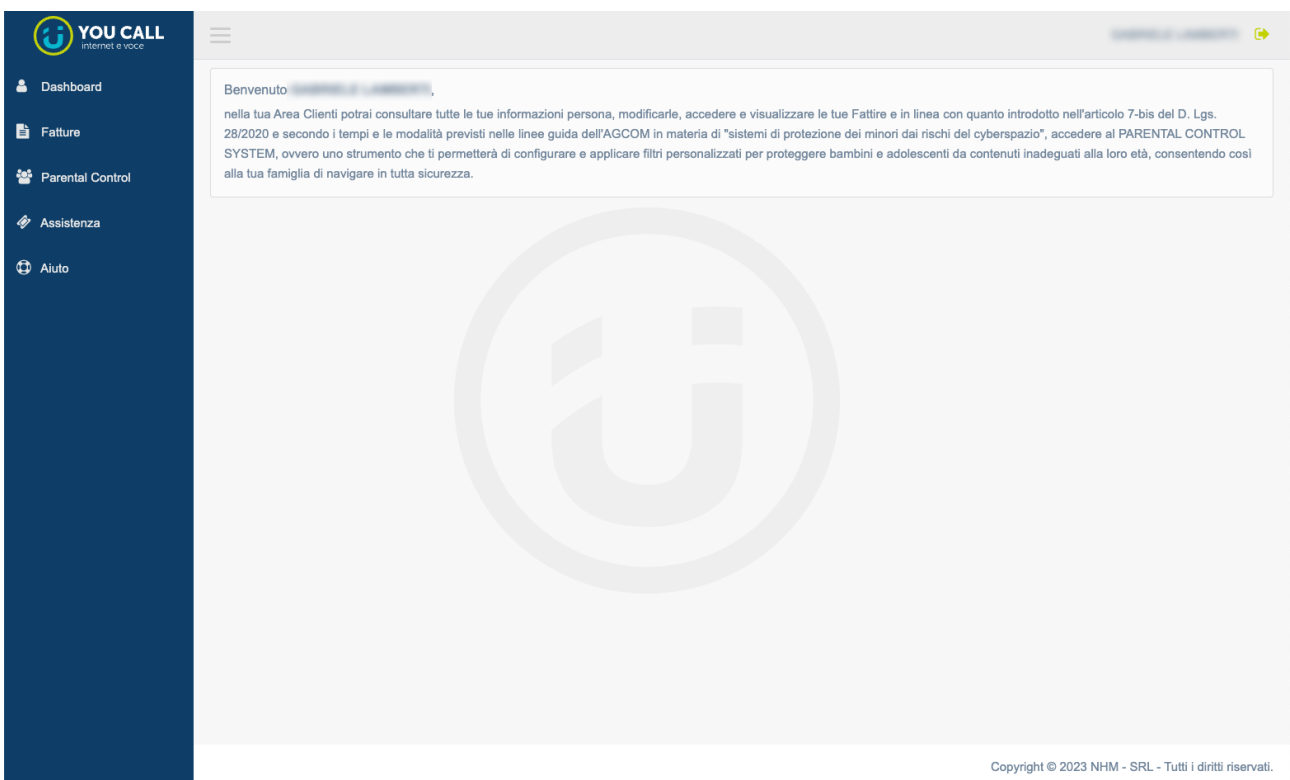 YOU CALL
internet e voce
Dashboard
Fatture
Parental Control
Assistenza
Aiuto
Benvenuto ,
nella tua Area Clienti potrai consultare tutte le tue informazioni persona, modificarle, accedere e visualizzare le tue Fattire e in linea con quanto introdotto nell'articolo 7-bis del D. Lgs.
28/2020 e secondo i tempi e le modalità previsti nelle linee guida dell'AGCOM in materia di "sistemi di protezione dei minori dai rischi del cyberspazio", accedere al PARENTAL CONTROL
SYSTEM, ovvero uno strumento che ti permetterà di configurare e applicare filtri personalizzati per proteggere bambini e adolescenti da contenuti inadeguati alla loro età, consentendo così
alla tua famiglia di navigare in tutta sicurezza.
Copyright © 2023 NHM - SRL - Tutti i diritti riservati.